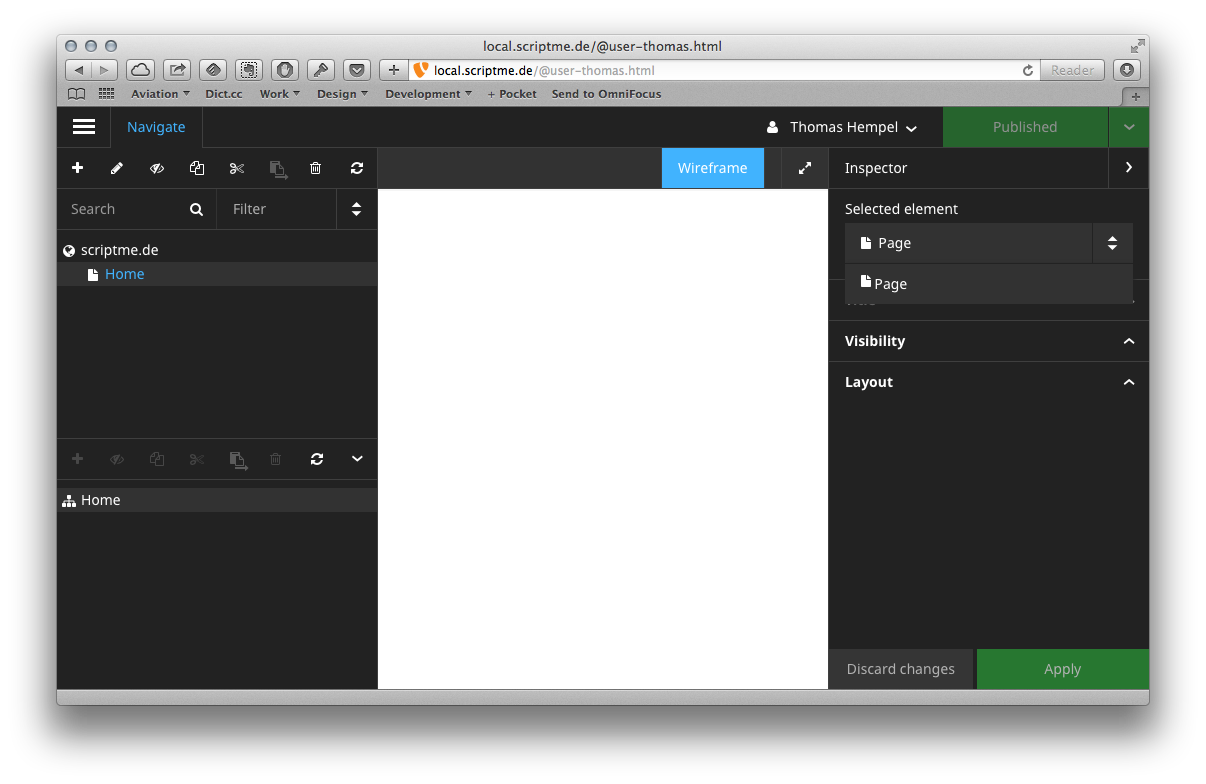 local.scriptme.de/@user-thomas.html
local.scriptme.de/@user-thomas.html
Reader
Aviation
Dict.cc
Work
Design
Development
+ Pocket
Send to OmniFocus
Navigate
Thomas Hempel
Published
Wireframe
Inspector
Search
Filter
Selected element
scriptme.de
Page
Home
Page
Visibility
Layout
Home
Discard changes
Apply